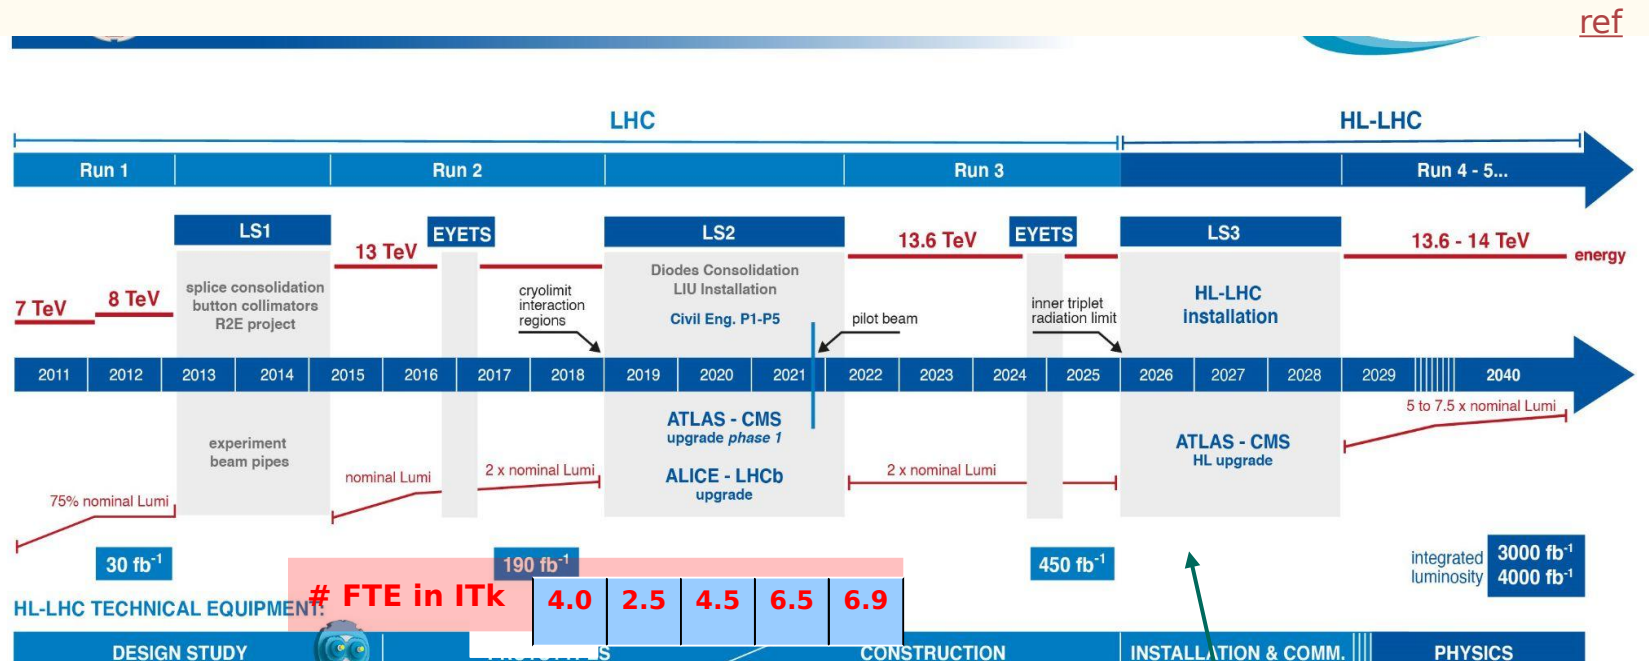 ref
LHC
HL-LHC
Run 1
Run 2
Run 3
Run 4 - 5...
LS1
EYETS
LS2
EYETS
LS3
13 TeV
13.6 TeV
13.6 - 14 TeV
energy
7 TeV
8 TeV
splice consolidation
button collimators
R2E project
cryolimit
interaction
regions
Diodes Consolidation
LIU Installation
Civil Eng. P1-P5
pilot beam
inner triplet
radiation limit
HL-LHC
installation
2011 2012 2013 2014 2015 2016 2017 2018 2019 2020 2021 2022 2023 2024 2025 2026 2027 2028 2029 2040
5 to 7.5 x nominal Lumi
experiment
beam pipes
ATLAS - CMS
upgrade phase 1
ALICE - LHCb
upgrade
ATLAS - CMS
HL upgrade
75% nominal Lumi
nominal Lumi
2 x nominal Lumi
2 x nominal Lumi
30 fb-1
190 fb-1
450 fb-1
integrated
luminosity
3000 fb-1
4000 fb-1
# FTE in ITk
4.0 2.5 4.5 6.5 6.9
HL-LHC TECHNICAL EQUIPMENT:
DESIGN STUDY
CONSTRUCTION
INSTALLATION & COMM.
PHYSICS